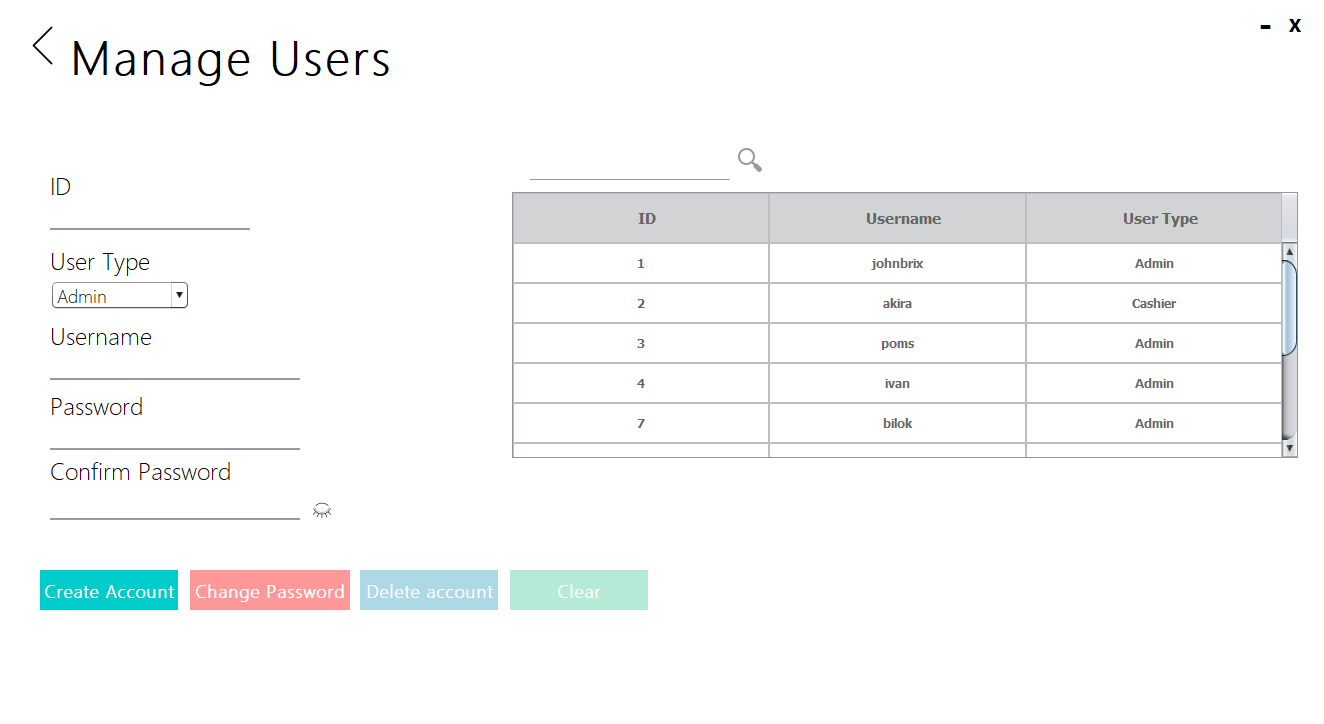 Manage Users
- X
ID
User Type
Admin
Username
Password
Confirm Password
ID Username User Type
1 johnbrix Admin
2 akira Cashier
3 poms Admin
4 ivan Admin
7 bilok Admin
Create Account Change Password Delete account Clear